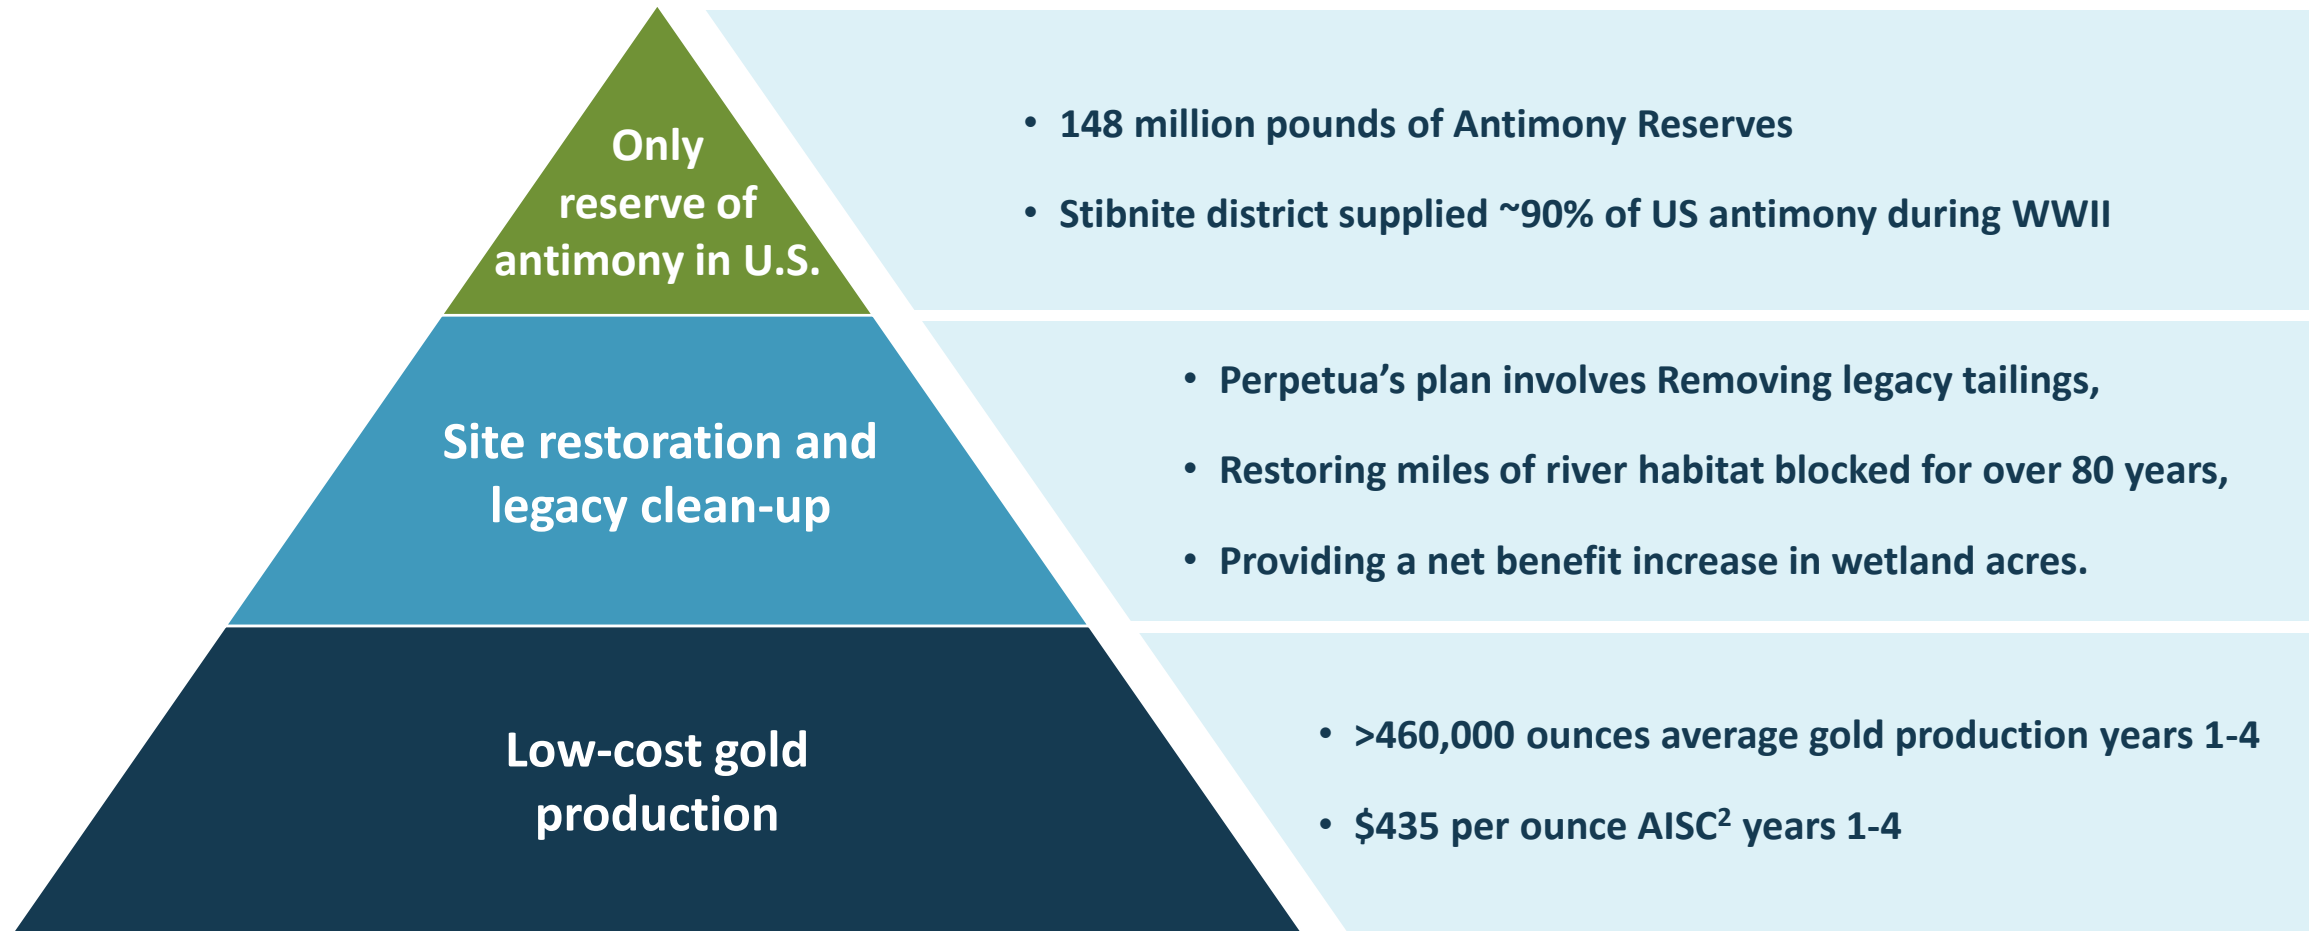 Only
reserve of
antimony in U.S.
• 148 million pounds of Antimony Reserves
• Stibnite district supplied ~90% of US antimony during WWII
Site restoration and
legacy clean-up
• Perpetua’s plan involves Removing legacy tailings,
• Restoring miles of river habitat blocked for over 80 years,
• Providing a net benefit increase in wetland acres.
Low-cost gold
production
• >460,000 ounces average gold production years 1-4
• $435 per ounce AISC² years 1-4